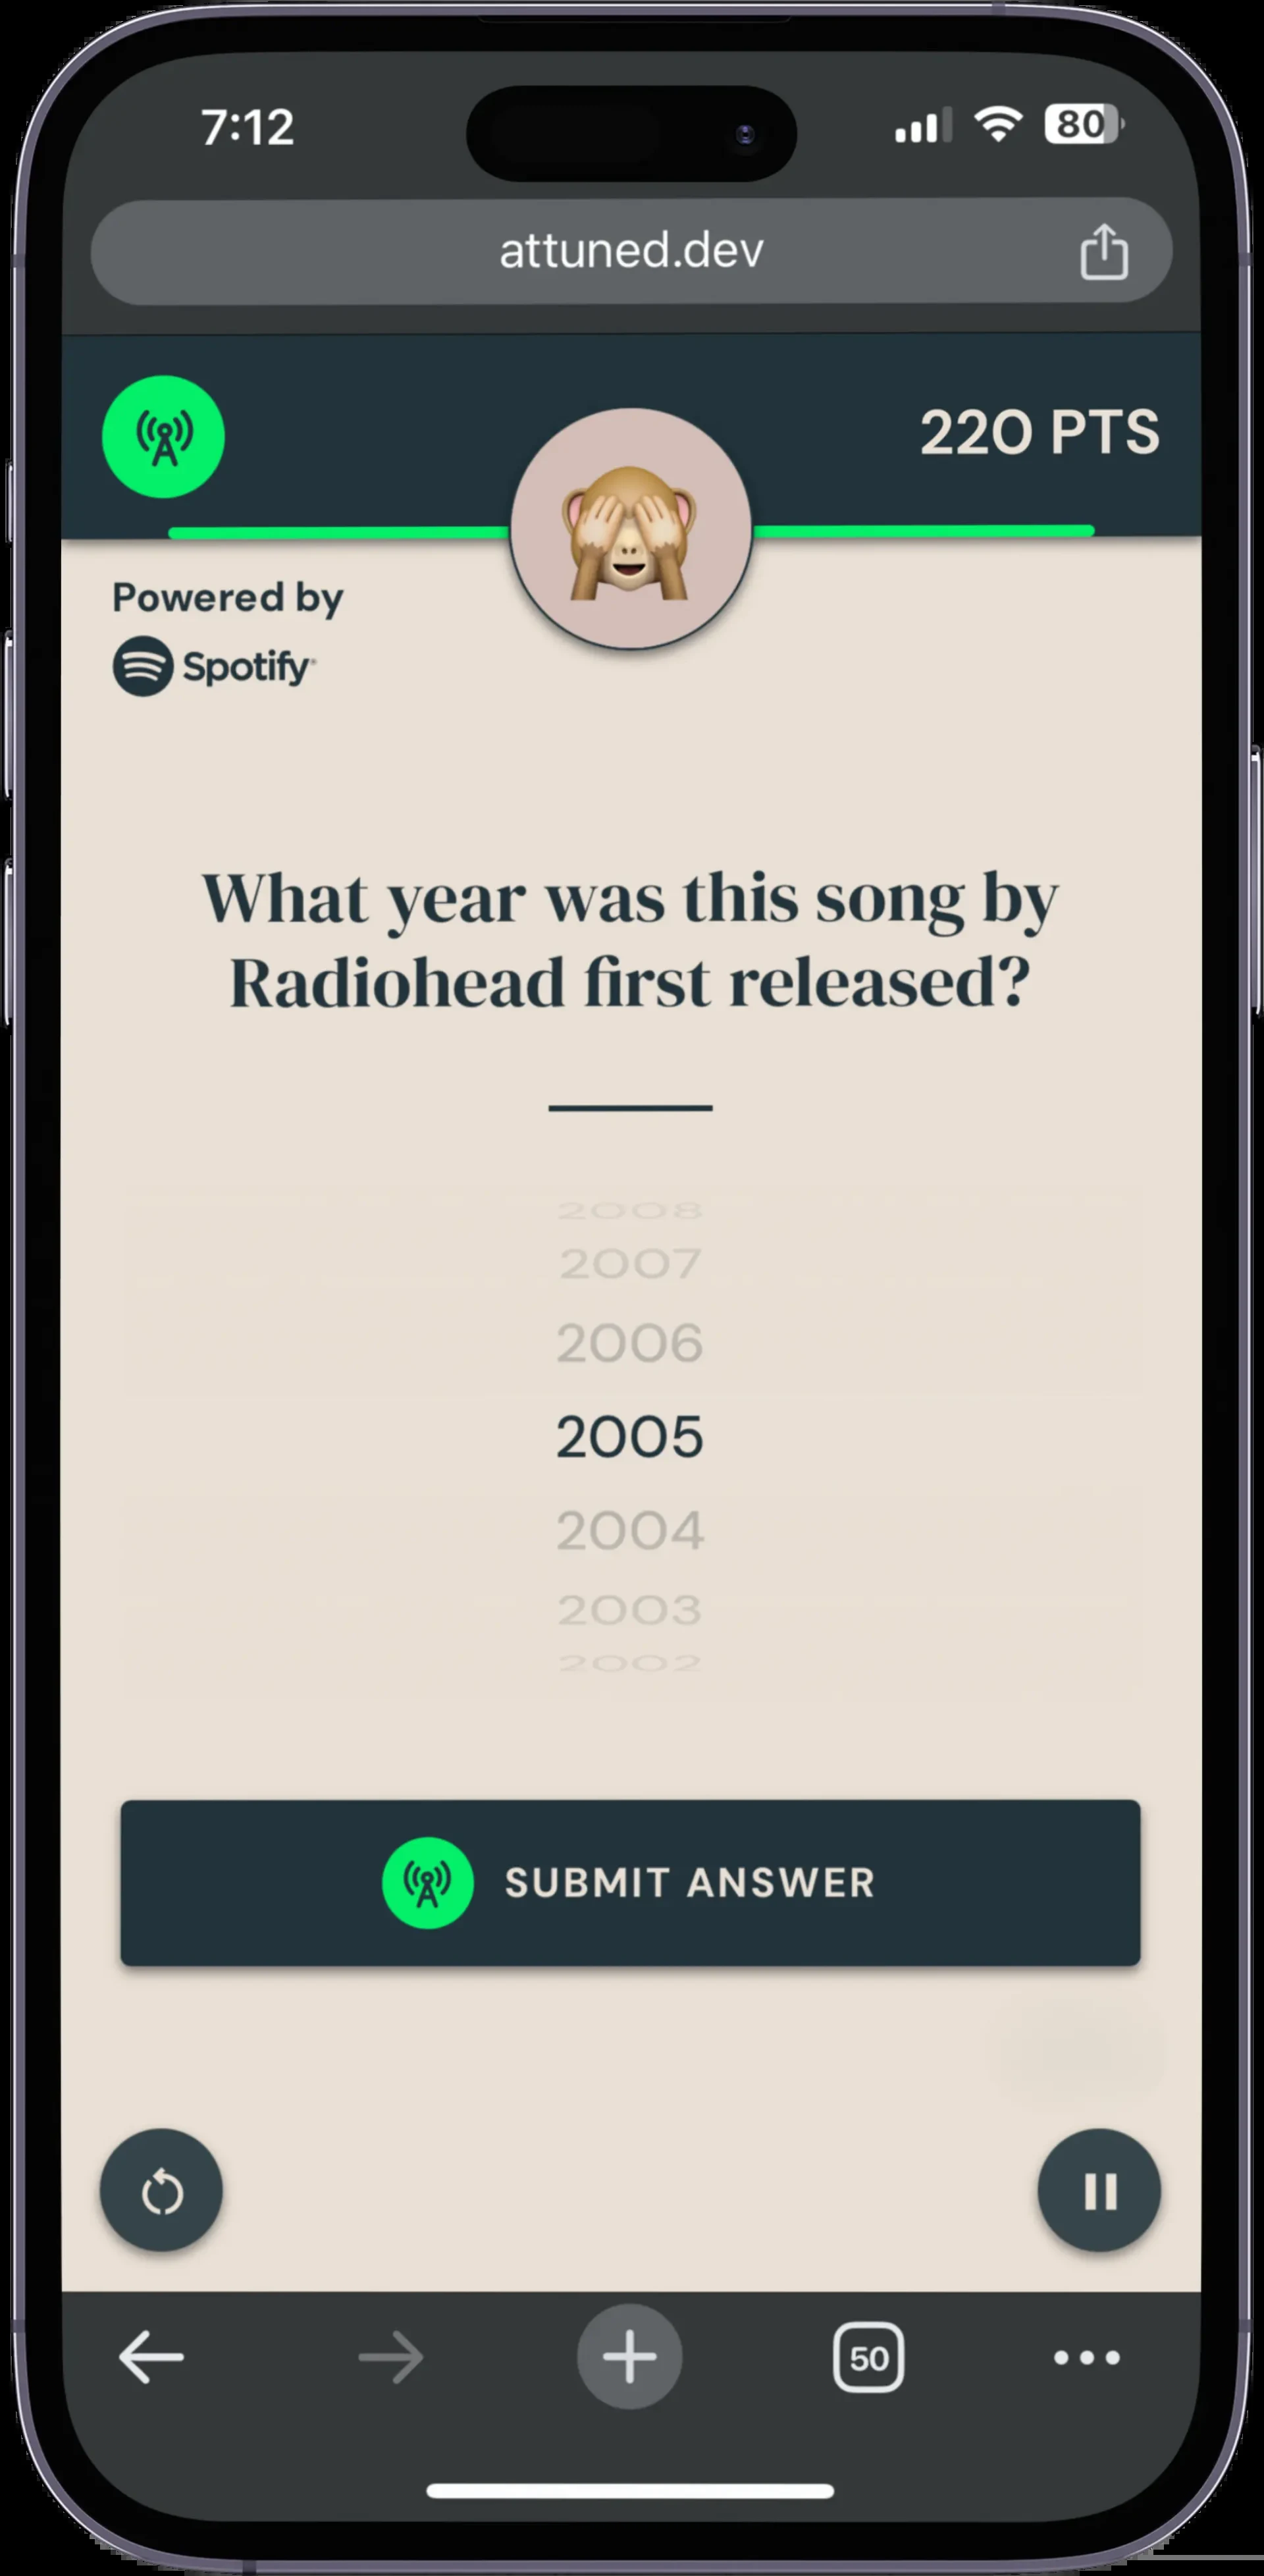 7:12
80
attuned.dev
220 PTS
Powered by
Spotify
What year was this song by
Radiohead first released?
2008
2007
2006
2005
2004
2003
2002
SUBMIT ANSWER
50